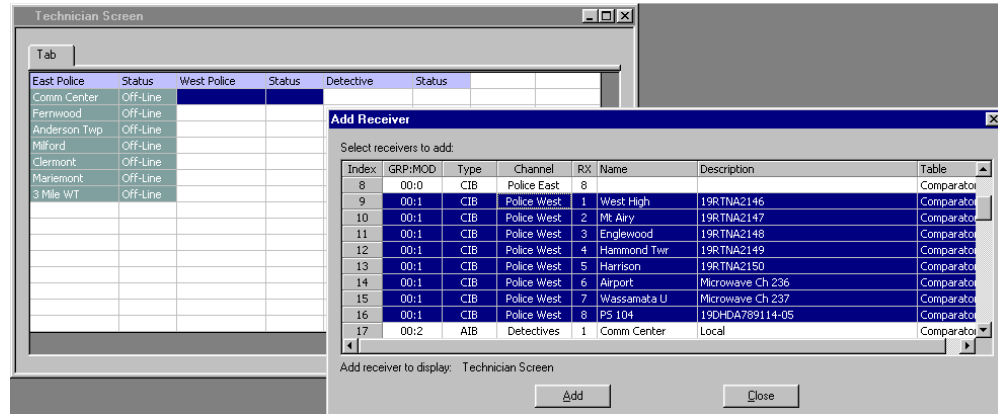 Technician Screen
Tab
East Police Status West Police Status Detective Status
Comm Center Off-Line
Fernwood Off-Line
Anderson Twp Off-Line
Milford Off-Line
Clermont Off-Line
Mariemont Off-Line
3 Mile WT Off-Line
Add Receiver
Select receivers to add:
Index GRP:MOD Type Channel RX Name Description Table
8 00:0 CIB Police East 8 Comparator
9 00:1 CIB Police West 1 West High 19RTNA2146 Comparator
10 00:1 CIB Police West 2 Mt Airy 19RTNA2147 Comparator
11 00:1 CIB Police West 3 Englewood 19RTNA2148 Comparator
12 00:1 CIB Police West 4 Hammond Twr 19RTNA2149 Comparator
13 00:1 CIB Police West 5 Harrison 19RTNA2150 Comparator
14 00:1 CIB Police West 6 Airport Microwave Ch 236 Comparator
15 00:1 CIB Police West 7 Wassamata U Microwave Ch 237 Comparator
16 00:1 CIB Police West 8 PS 104 19DHDA789114-05 Comparator
17 00:2 AIB Detectives 1 Comm Center Local Comparator
Add receiver to display: Technician Screen
Add Close